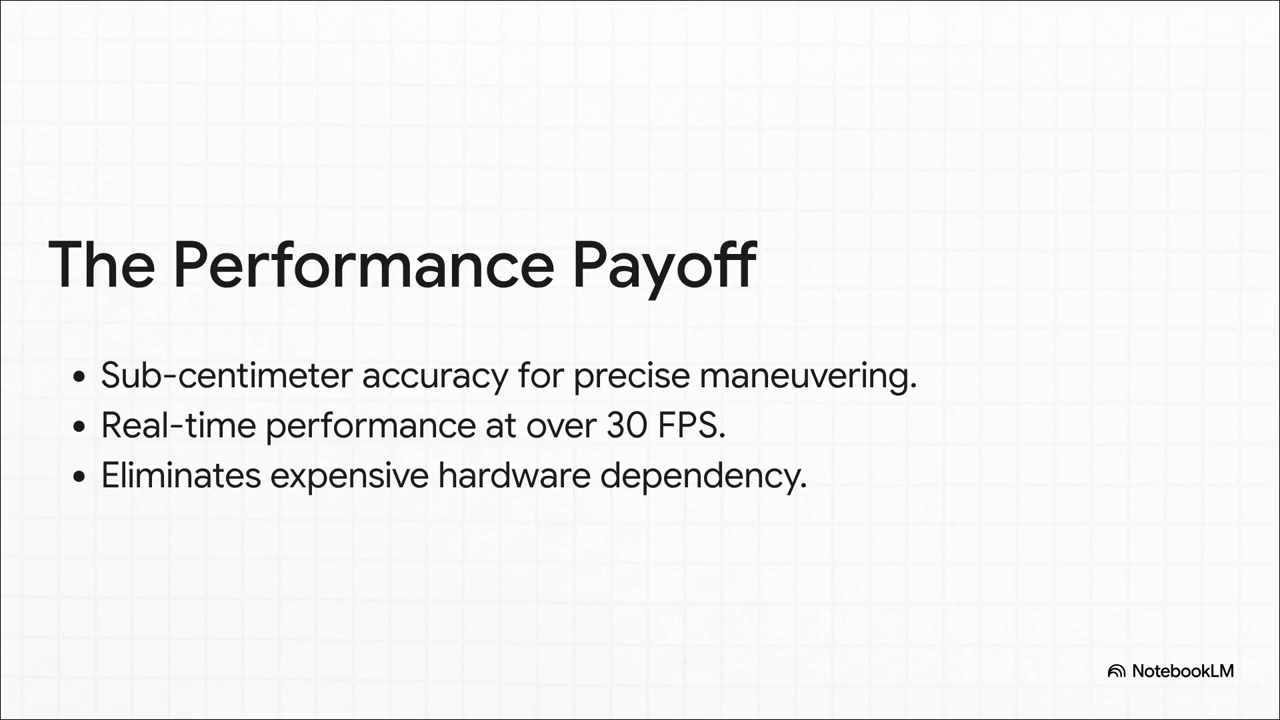 The Performance Payoff
• Sub-centimeter accuracy for precise maneuvering.
• Real-time performance at over 30 FPS.
• Eliminates expensive hardware dependency.
NotebookLM